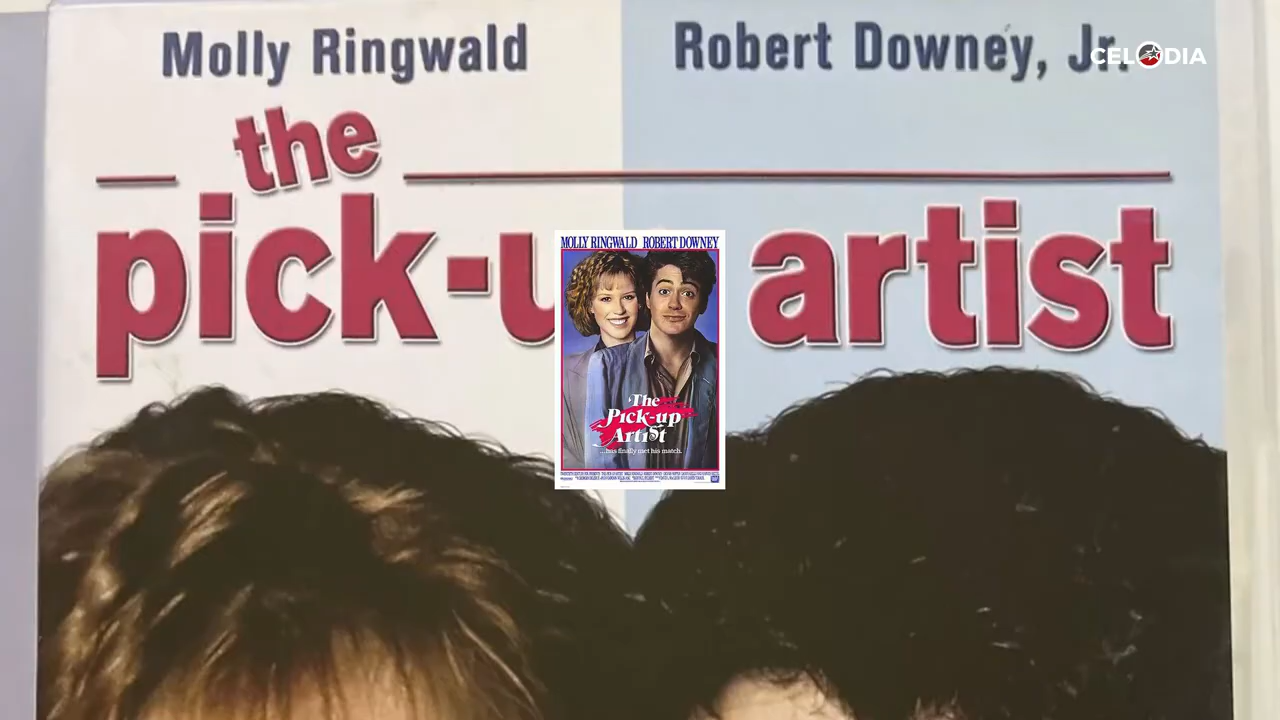 Molly Ringwald
Robert Downey, Jr.
CELODIA
the
pick-u
artist
MOLLY RINGWALD ROBERT DOWNEY
The
Pick-up
Artist
...has finally met his match.